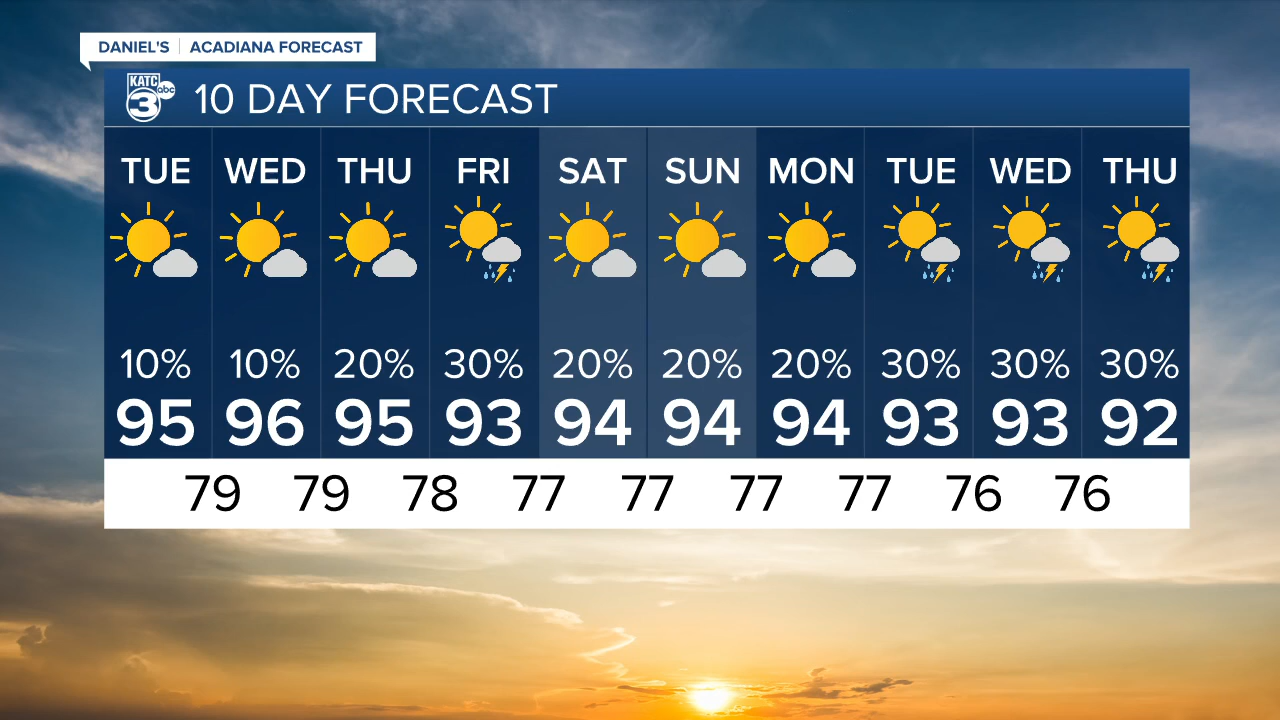 DANIEL'S | ACADIANA FORECAST
KATC 3 abc 10 DAY FORECAST
TUE WED THU FRI SAT SUN MON TUE WED THU
10% 10% 20% 30% 20% 20% 20% 30% 30% 30%
95 96 95 93 94 94 94 93 93 92
79 79 78 77 77 77 77 76 76